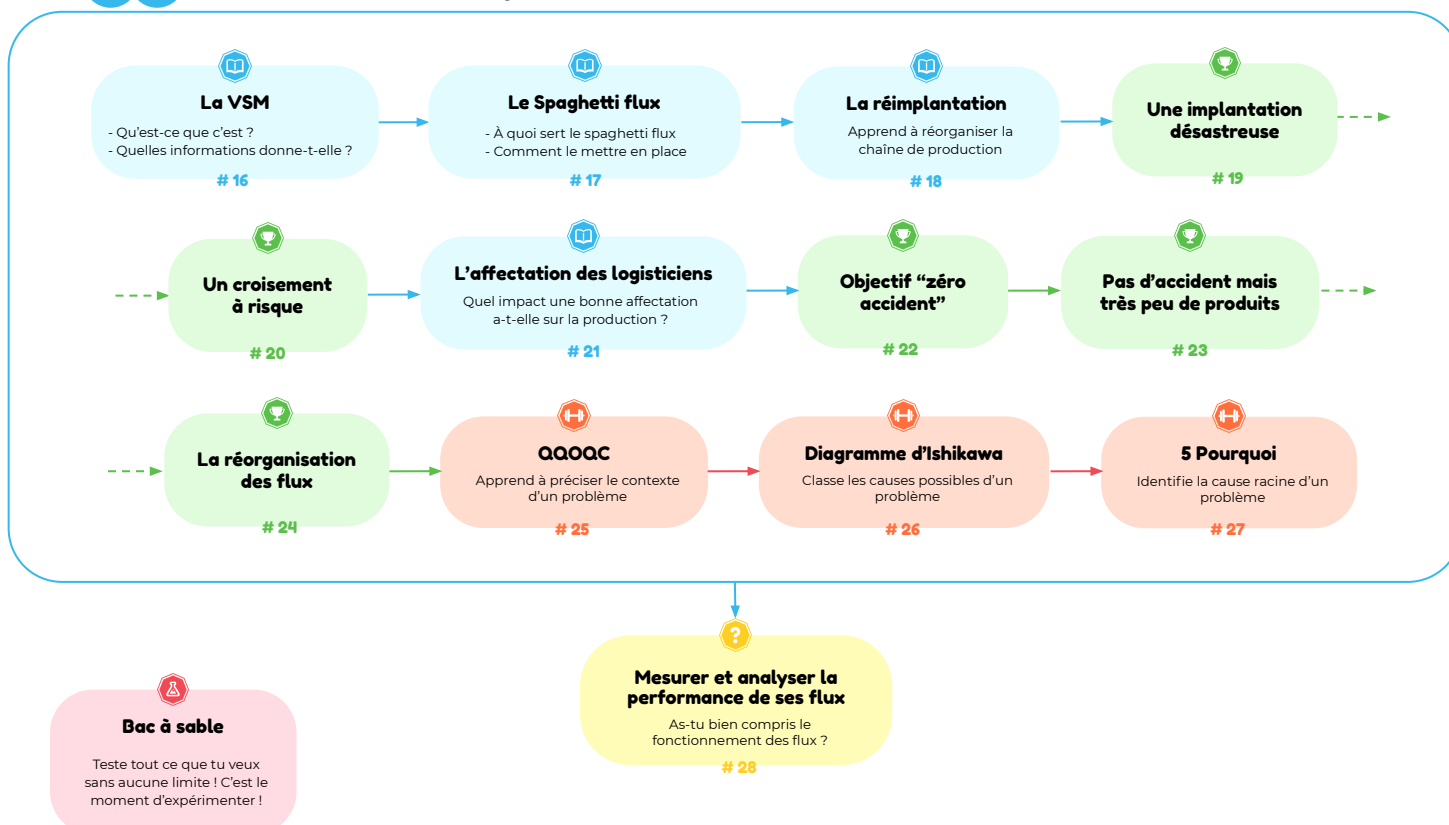 La VSM
- Qu'est-ce que c'est ?
- Quelles informations donne-t-elle ?
# 16
Le Spaghetti flux
- À quoi sert le spaghetti flux
- Comment le mettre en place
# 17
La réimplantation
Apprend à réorganiser la
chaîne de production
# 18
Une implantation
désastreuse
# 19
Un croisement
à risque
# 20
L'affectation des logisticiens
Quel impact une bonne affectation
a-t-elle sur la production ?
# 21
Objectif “zéro
accident”
# 22
Pas d'accident mais
très peu de produits
# 23
La réorganisation
des flux
# 24
QQOQC
Apprend à préciser le contexte
d'un problème
# 25
Diagramme d'Ishikawa
Classe les causes possibles d'un
problème
# 26
5 Pourquoi
Identifie la cause racine d'un
problème
# 27
Mesurer et analyser la
performance de ses flux
As-tu bien compris le
fonctionnement des flux ?
# 28
Bac à sable
Teste tout ce que tu veux
sans aucune limite ! C'est le
moment d'expérimenter !